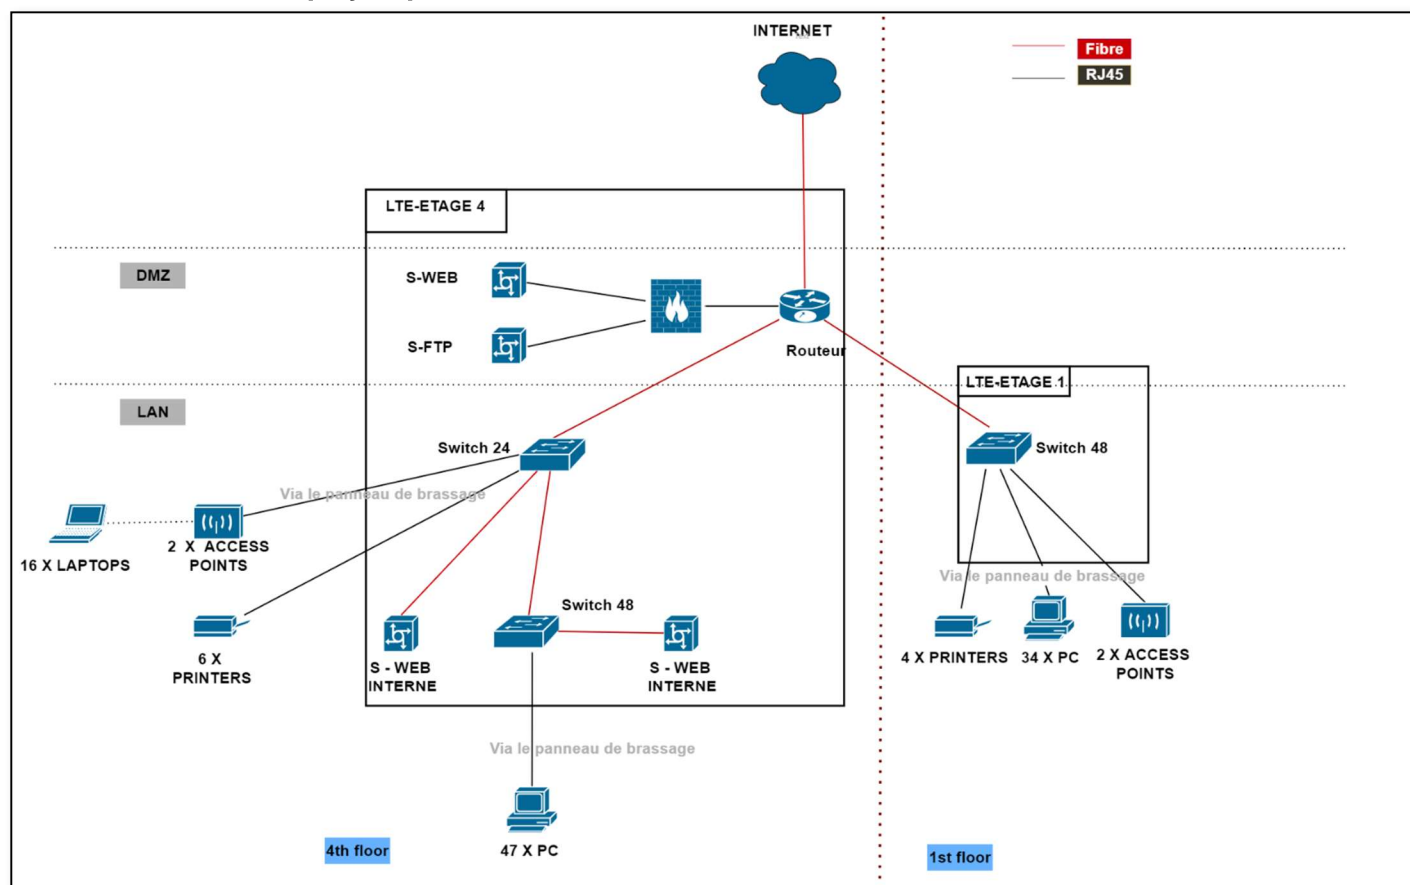 INTERNET
Fibre
RJ45
LTE-ETAGE 4
DMZ
S-WEB
S-FTP
Routeur
LTE-ETAGE 1
LAN
Switch 24
Switch 48
Via le panneau de brassage
16 X LAPTOPS
2 X ACCESS
POINTS
Via le panneau de brassage
Switch 48
6 X
PRINTERS
S - WEB
INTERNE
S - WEB
INTERNE
4 X PRINTERS
34 X PC
2 X ACCESS
POINTS
Via le panneau de brassage
47 X PC
4th floor
1st floor